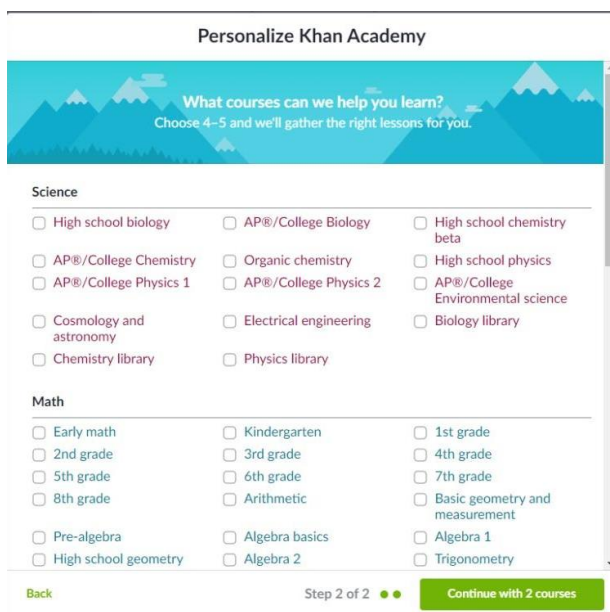 Personalize Khan Academy
What courses can we help you learn?
Choose 4–5 and we'll gather the right lessons for you.
Science
High school biology
AP®/College Biology
High school chemistry
beta
AP®/College Chemistry
Organic chemistry
High school physics
AP®/College Physics 1
AP®/College Physics 2
AP®/College
Environmental science
Cosmology and
astronomy
Electrical engineering
Biology library
Chemistry library
Physics library
Math
Early math
Kindergarten
1st grade
2nd grade
3rd grade
4th grade
5th grade
6th grade
7th grade
8th grade
Arithmetic
Basic geometry and
measurement
Pre-algebra
Algebra basics
Algebra 1
High school geometry
Algebra 2
Trigonometry
Back
Step 2 of 2
Continue with 2 courses